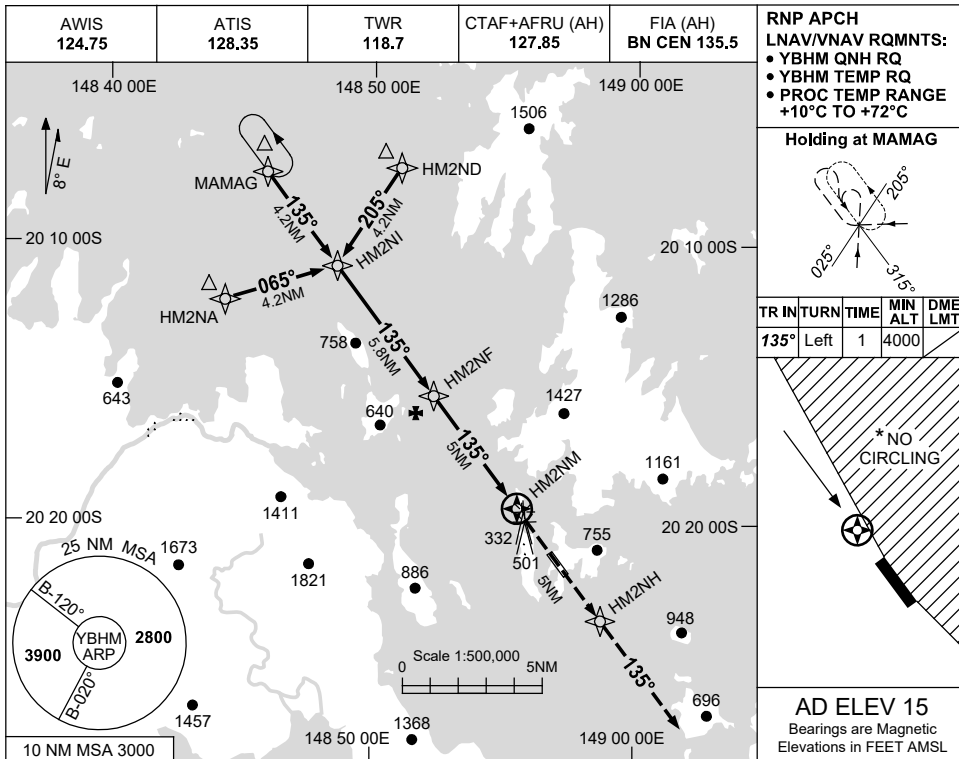 AWIS
124.75
ATIS
128.35
TWR
118.7
CTAF+AFRU (AH)
127.85
FIA (AH)
BN CEN 135.5
RNP APCH
LNAV/VNAV RQMNTS:
• YBHM QNH RQ
• YBHM TEMP RQ
• PROC TEMP RANGE
+10°C TO +72°C
148 40 00E
148 50 00E
149 00 00E
1506
8° E
MAMAG
HM2ND
135°
4.2NM
205°
4.2NM
20 10 00S
20 10 00S
HM2NI
065°
4.2NM
HM2NA
1286
758
135°
5.8NM
HM2NF
643
640
1427
135°
5NM
HM2NM
1161
1411
20 20 00S
20 20 00S
332
501
755
1673
1821
886
5NM
HM2NH
948
135°
696
1457
1368
25 NM MSA
B-120°
YBHM
ARP
2800
3900
B-020°
10 NM MSA 3000
Scale 1:500,000
0
5NM
148 50 00E
149 00 00E
Holding at MAMAG
205°
025°
315°
TR IN TURN TIME MIN ALT DME LMT
135° Left 1 4000
* NO
CIRCLING
AD ELEV 15
Bearings are Magnetic
Elevations in FEET AMSL